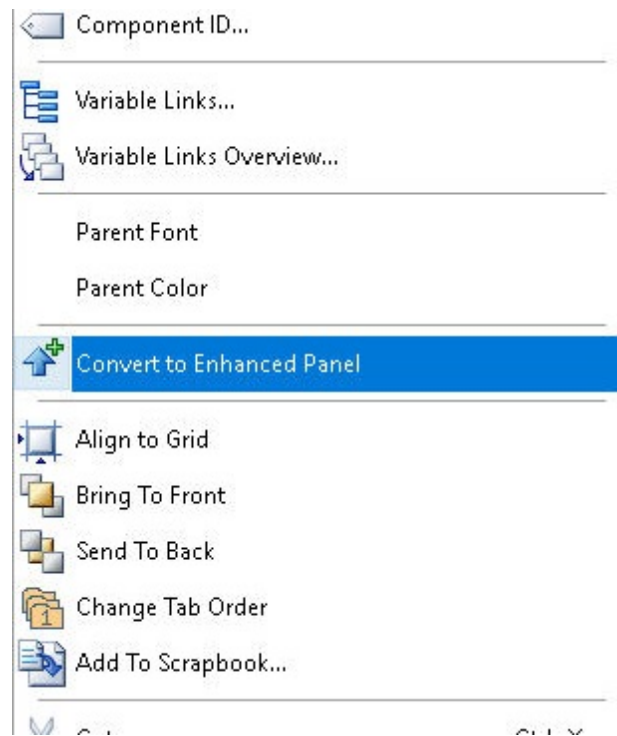 Component ID...
Variable Links...
Variable Links Overview...
Parent Font
Parent Color
Convert to Enhanced Panel
Align to Grid
Bring To Front
Send To Back
1
Change Tab Order
Add To Scrapbook...